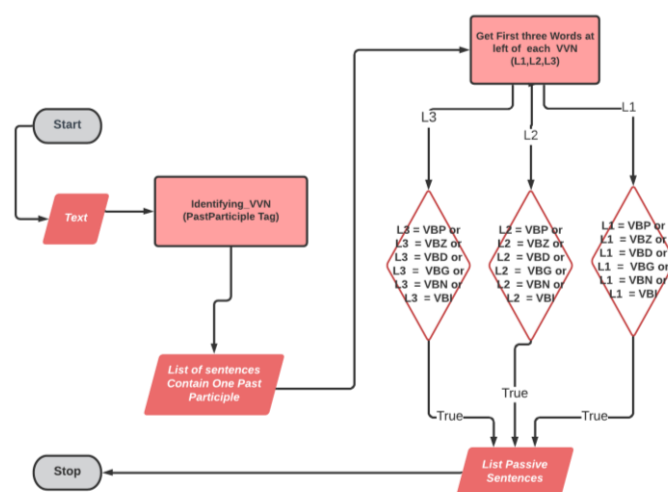 Start
Text
Identifying_VVN
(PastParticiple Tag)
List of sentences
Contain One Past
Participle
Get First three Words at
left of each VVN
(L1,L2,L3)
L3
L2
L1
L3 = VBP or
L3 = VBZ or
L3 = VBD or
L3 = VBG or
L3 = VBN or
L3 = VBI
L2 = VBP or
L2 = VBZ or
L2 = VBD or
L2 = VBG or
L2 = VBN or
L2 = VBI
L1 = VBP or
L1 = VBZ or
L1 = VBD or
L1 = VBG or
L1 = VBN or
L1 = VBI
True
True
True
List Passive
Sentences
Stop